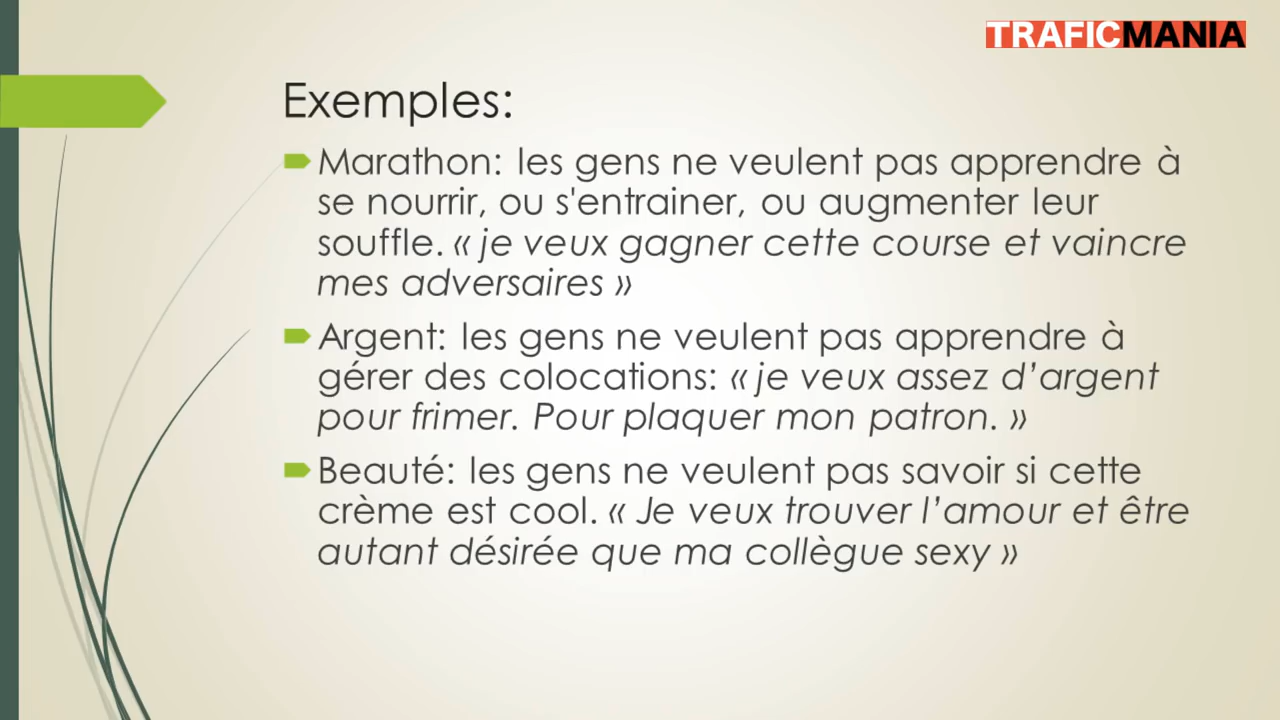 TRAFICMANIA
Exemples:
Marathon: les gens ne veulent pas apprendre à
se nourrir, ou s'entrainer, ou augmenter leur
souffle. « je veux gagner cette course et vaincre
mes adversaires »
Argent: les gens ne veulent pas apprendre à
gérer des colocations: « je veux assez d’argent
pour frimer. Pour plaquer mon patron. »
Beauté: les gens ne veulent pas savoir si cette
crème est cool. « Je veux trouver l’amour et être
autant désirée que ma collègue sexy »